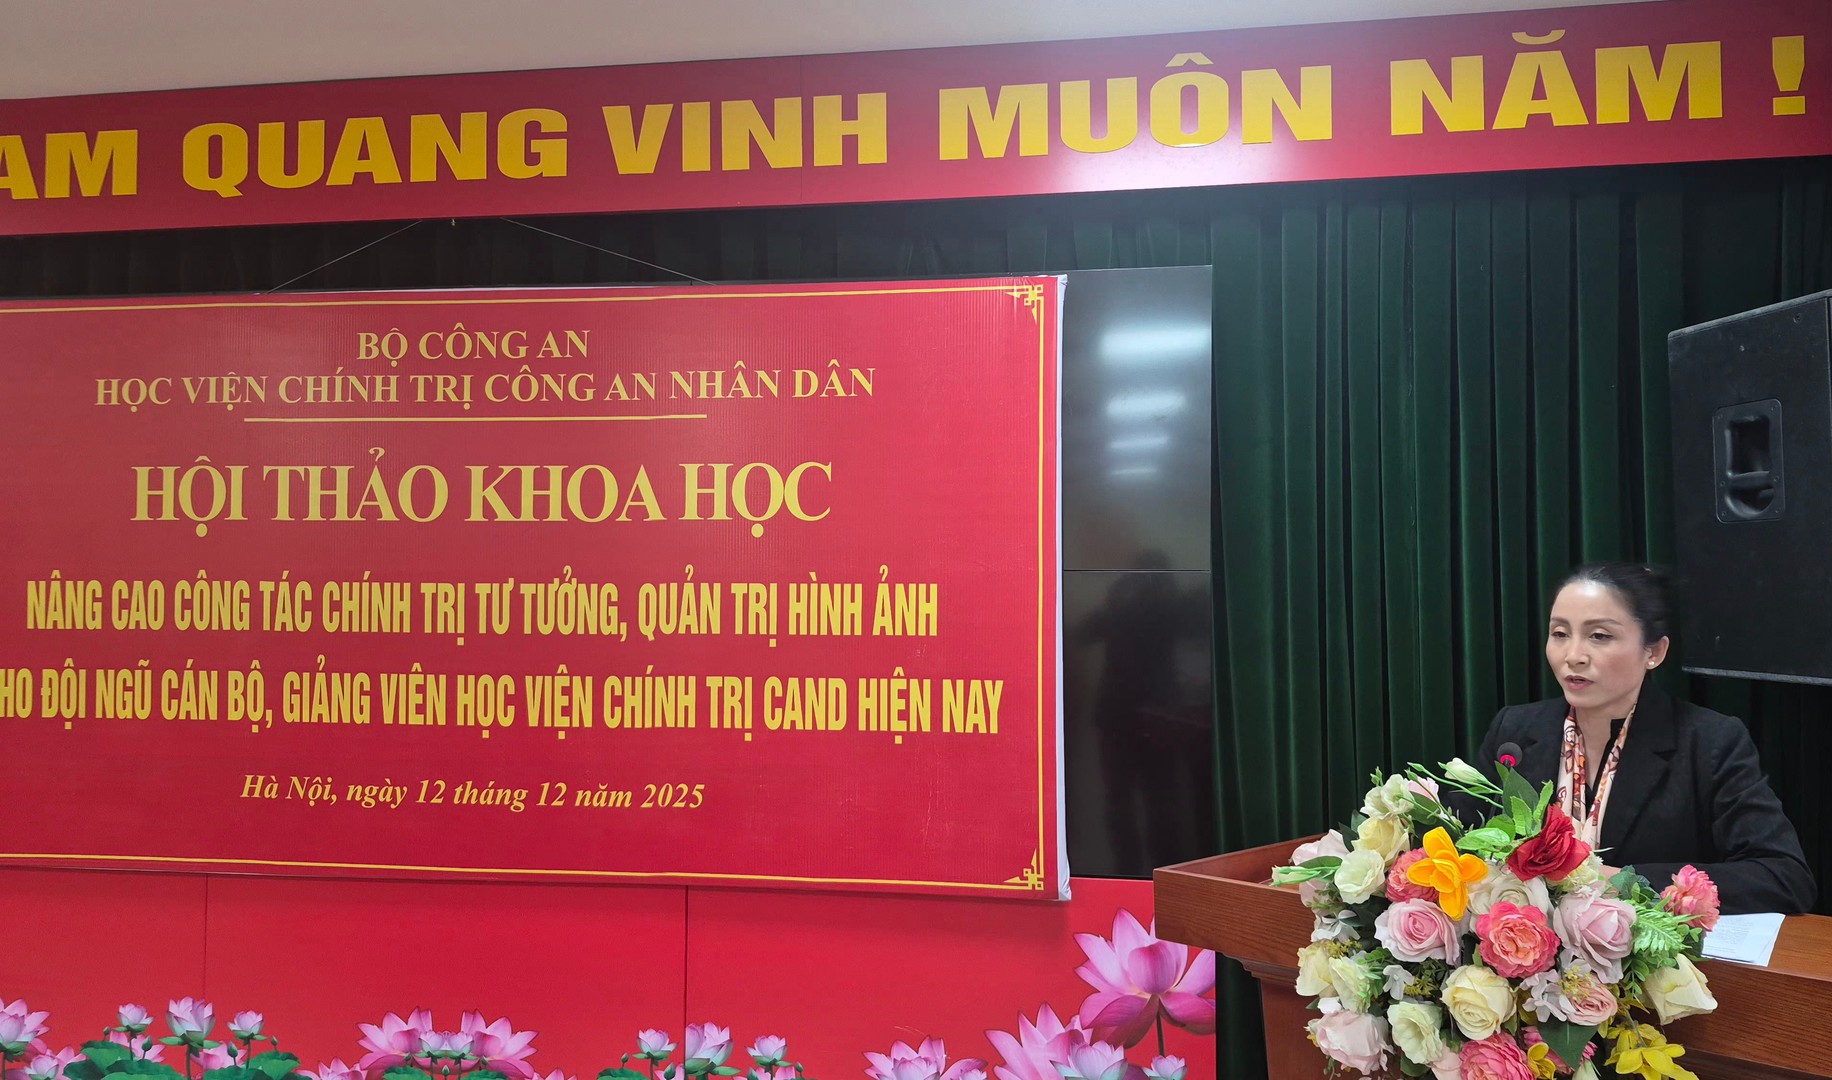 AM QUANG VINH MUÔN NĂM !
BỘ CÔNG AN
HỌC VIỆN CHÍNH TRỊ CÔNG AN NHÂN DÂN
HỘI THẢO KHOA HỌC
NÂNG CAO CÔNG TÁC CHÍNH TRỊ TƯ TƯỞNG, QUẢN TRỊ HÌNH ẢNH
HO ĐỘI NGŨ CÁN BỘ, GIẢNG VIÊN HỌC VIỆN CHÍNH TRỊ CAND HIỆN NAY
Hà Nội, ngày 12 tháng 12 năm 2025